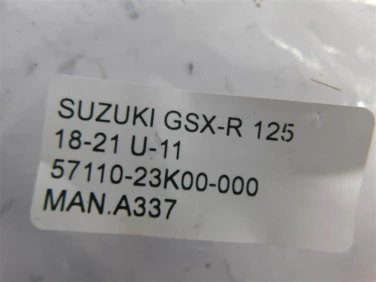 SUZUKI GSX-R 125
18-21 U-11
57110-23K00-000
MAN.A337